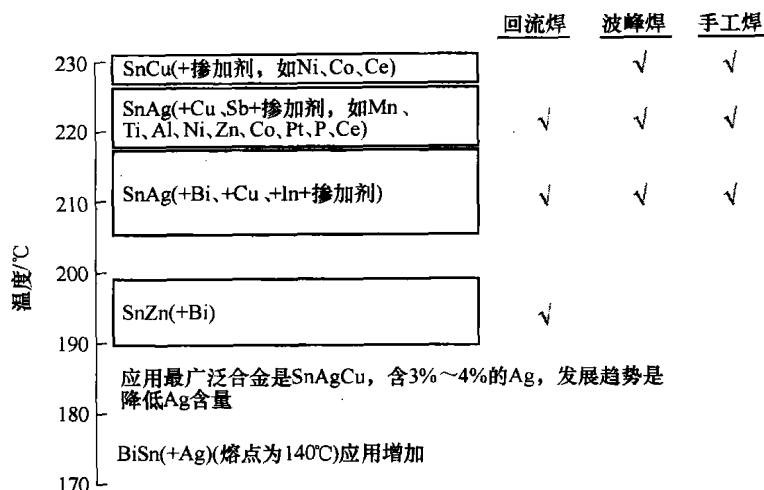 回流焊 波峰焊 手工焊
230 SnCu(+掺加剂，如Ni、Co、Ce) √ √
SnAg(+Cu、Sb+掺加剂，如Mn、
220 Ti、Al、Ni、Zn、Co、Pt、P、Ce) √ √ √
SnAg(+Bi、+Cu、+In+掺加剂) √ √ √
210
温度/℃
200
SnZn(+Bi) √
190
应用最广泛合金是SnAgCu，含3%～4%的Ag，发展趋势是
180 降低Ag含量
BiSn(+Ag)(熔点为140℃)应用增加
170